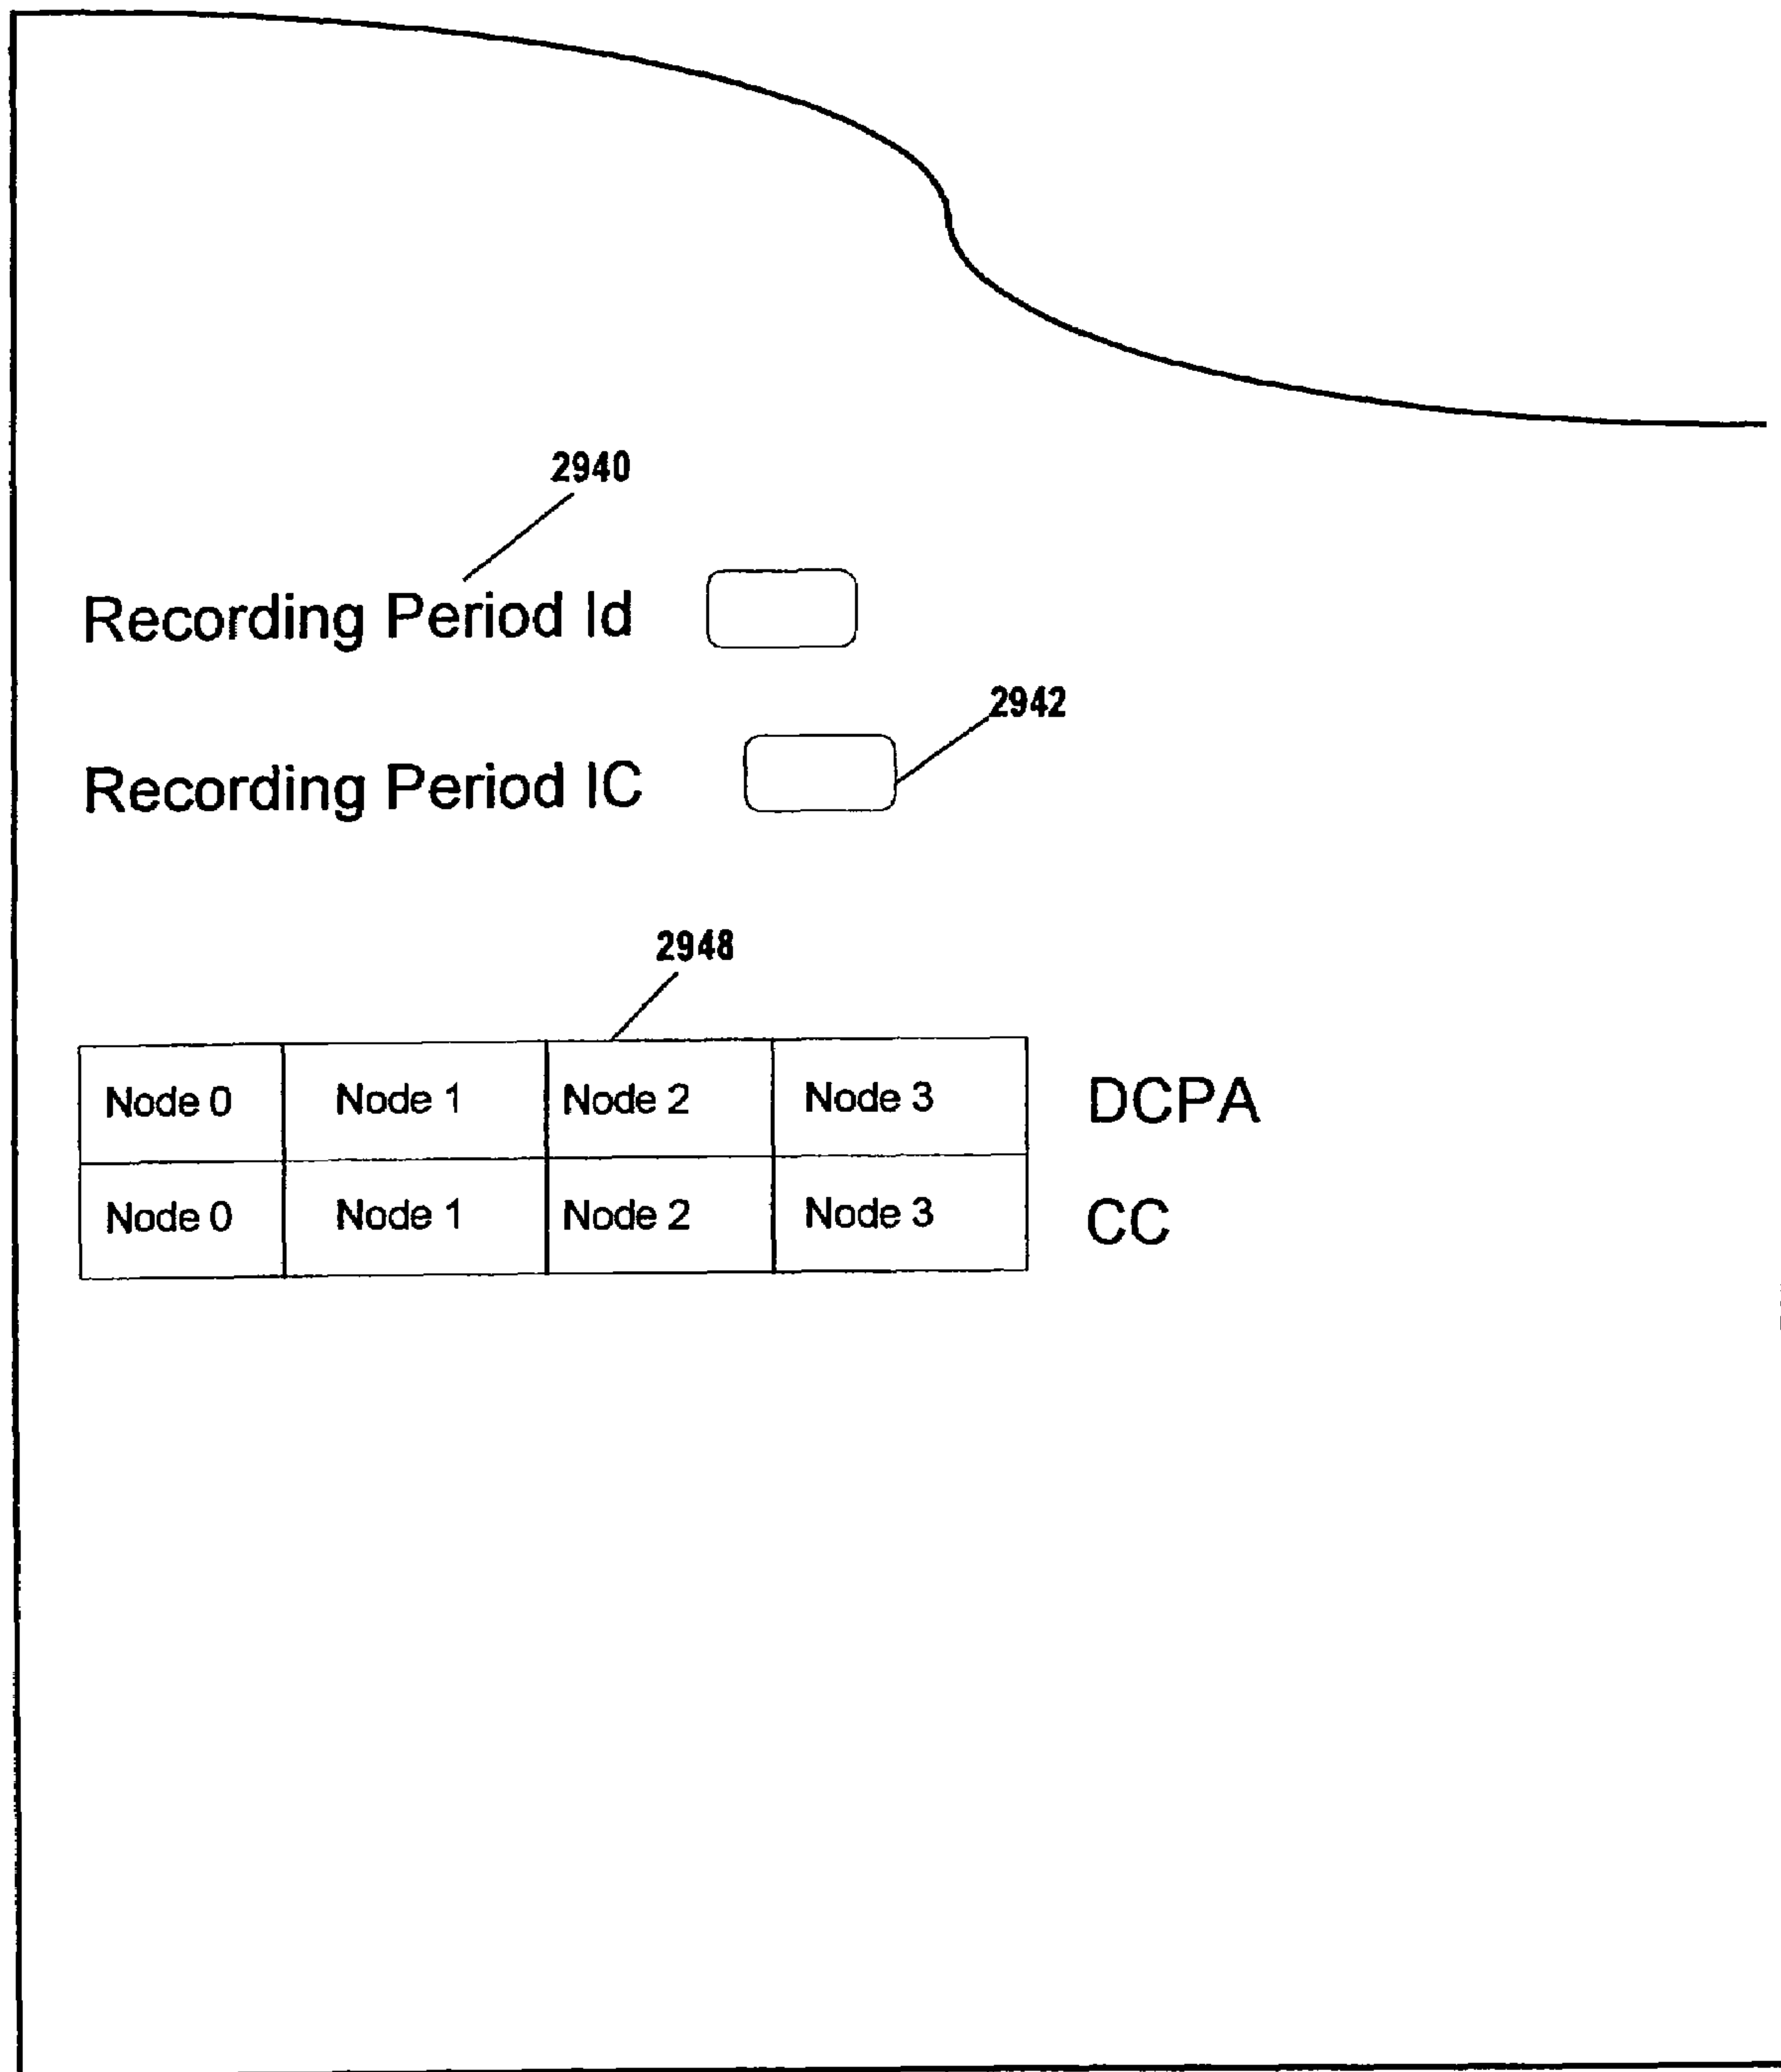 2940
Recording Period Id
2942
Recording Period IC
2948
Node 0 Node 1 Node 2 Node 3 DCPA
Node 0 Node 1 Node 2 Node 3 CC